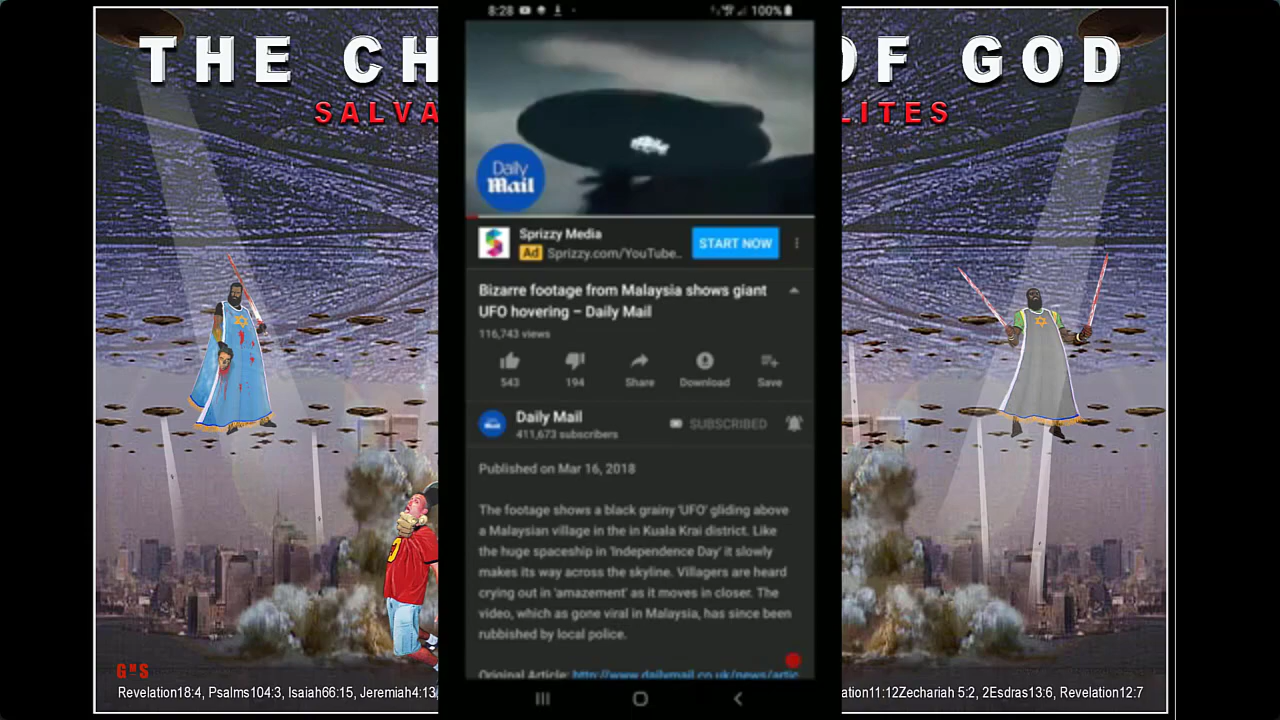 THE CH
OF GOD
SALVA
LITES
8:28
100%
Daily
Mail
Sprizzy Media
START NOW
Ad Sprizzy.com/YouTube..
Bizarre footage from Malaysia shows giant
UFO hovering – Daily Mail
116,743 views
543
194
Share
Download
Save
Daily Mail
SUBSCRIBED
411,673 subscribers
Published on Mar 16, 2018
The footage shows a black grainy 'UFO' gliding above
a Malaysian village in the in Kuala Krai district. Like
the huge spaceship in 'Independence Day' it slowly
makes its way across the skyline. Villagers are heard
crying out in 'amazement' as it moves in closer. The
video, which as gone viral in Malaysia, has since been
rubbished by local police.
Original Article: http://www.dailymail.co.uk/news/artic
GMS
Revelation18:4, Psalms104:3, Isaiah66:15, Jeremiah4:13
ation11:12Zechariah 5:2, 2Esdras13:6, Revelation12:7